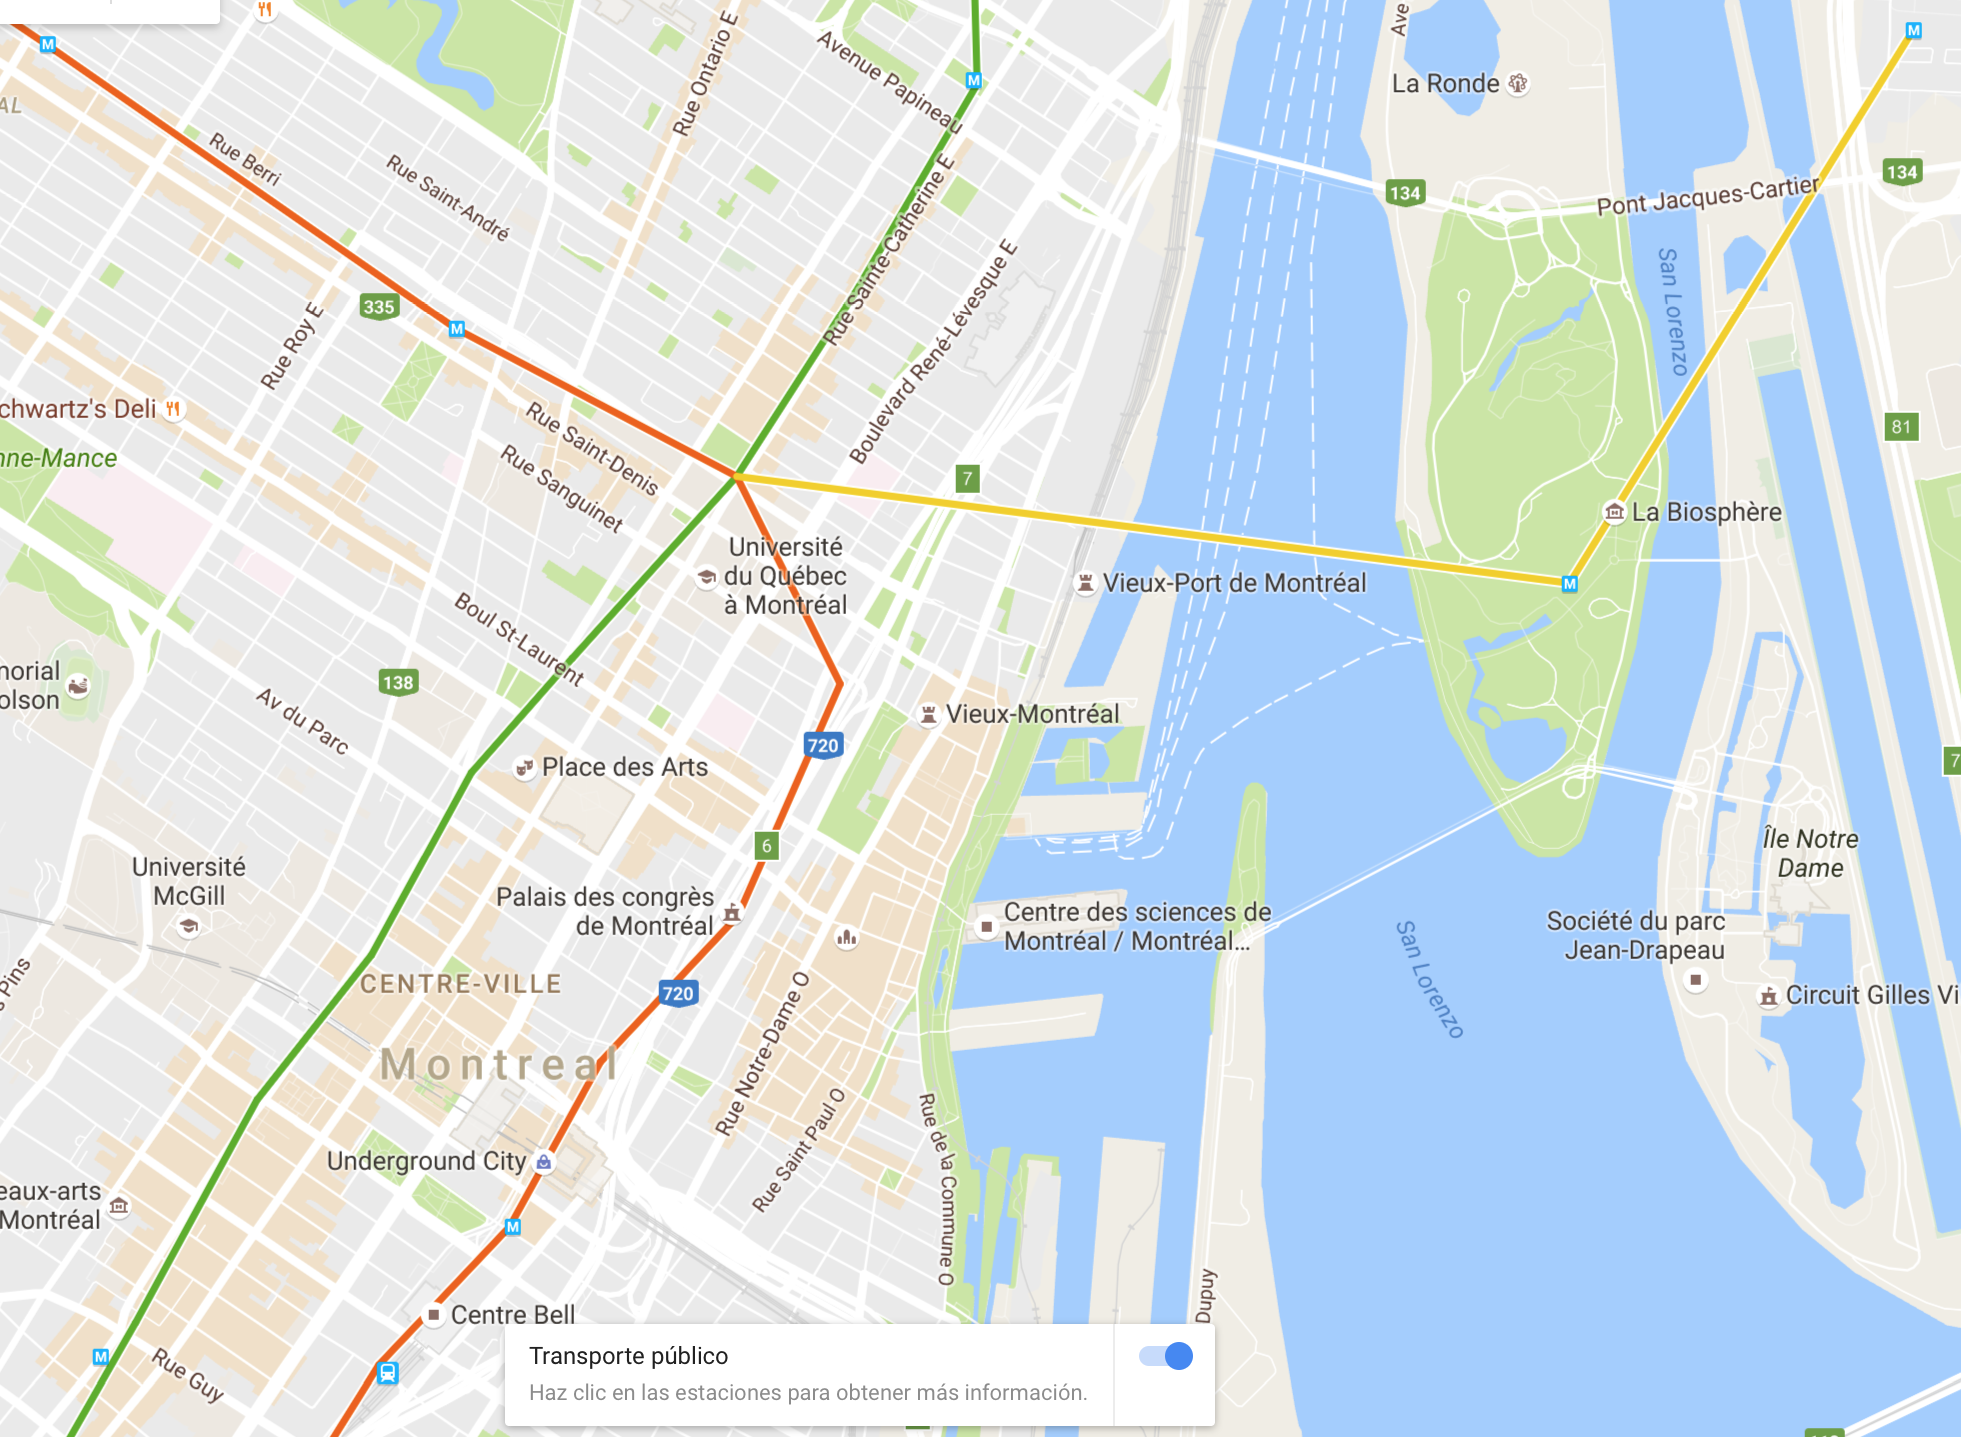 M
M
M
Ave
La Ronde
Rue Ontario E
Avenue Papineau
134
134
Pont Jacques-Cartier
Rue Berri
Rue Saint-André
Rue Sainte-Catherine E
Boulevard René-Lévesque E
San Lorenzo
335
M
Rue Roy E
chwartz's Deli
nne-Mance
Rue Saint-Denis
Rue Sanguinet
7
81
La Biosphère
Université
du Québec
à Montréal
Vieux-Port de Montréal
M
Boul St-Laurent
138
norial
olson
Av du Parc
Vieux-Montréal
720
Place des Arts
7
6
Île Notre
Dame
Université
McGill
Palais des congrès
de Montréal
Centre des sciences de
Montréal / Montréal...
Société du parc
Jean-Drapeau
San Lorenzo
Circuit Gilles Vi
s Pins
CENTRE-VILLE
720
Montreal
Rue Notre-Dame O
Rue Saint Paul O
Rue de la Commune O
Underground City
eaux-arts
Montréal
M
Centre Bell
Dupuy
M
Rue Guy
Transporte público
Haz clic en las estaciones para obtener más información.